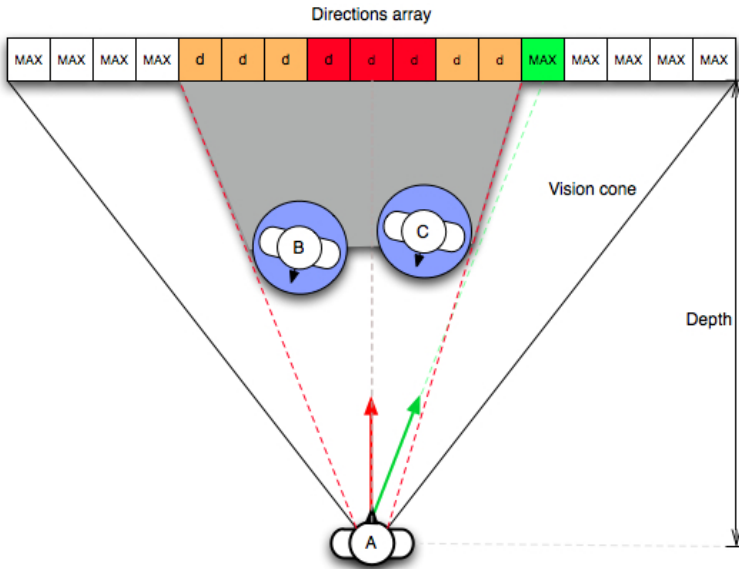 Directions array
MAX MAX MAX MAX d d d d d d d d MAX MAX MAX MAX MAX
Vision cone
B C
Depth
A